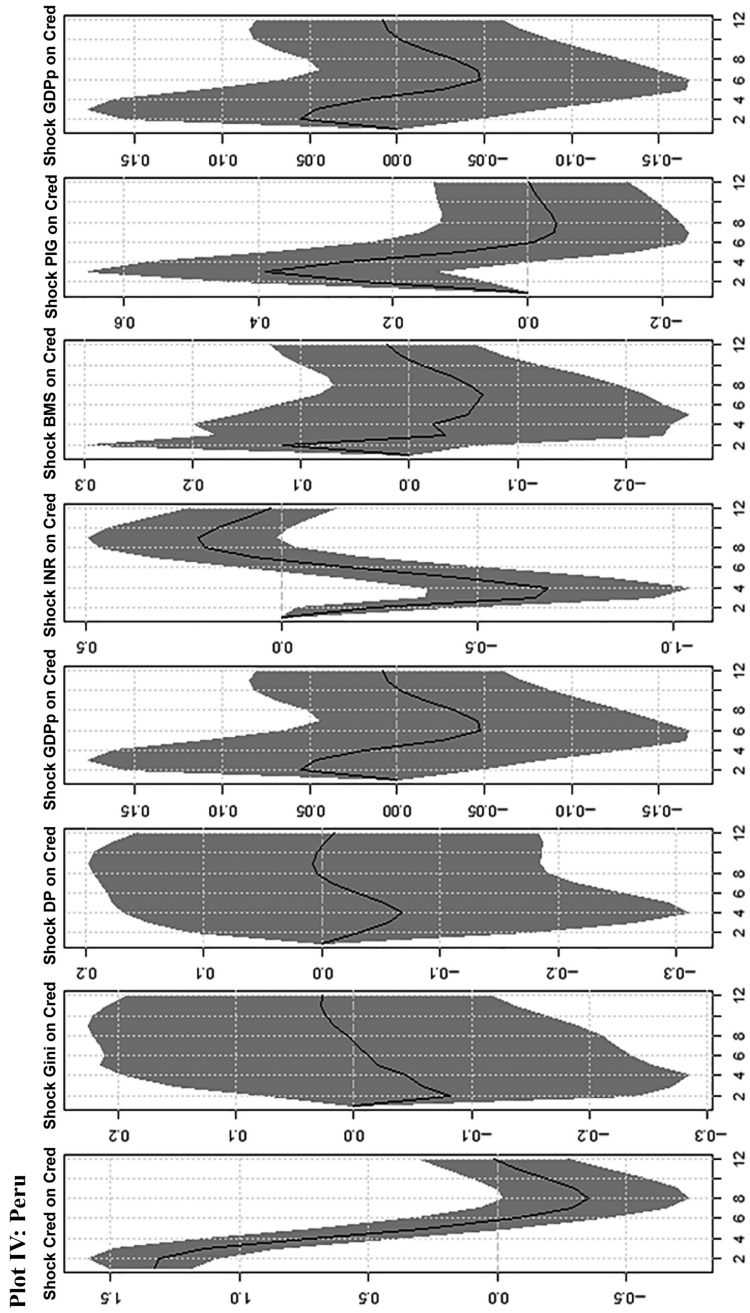 Plot IV: Peru
Shock Cred on Cred
1.5
1.0
0.5
0.0
−0.5
2 4 6 8 12
Shock Gini on Cred
0.2
0.1
0.0
−0.1
−0.2
−0.3
2 4 6 8 12
Shock DP on Cred
0.2
0.1
0.0
−0.1
−0.2
−0.3
2 4 6 8 12
Shock GDPp on Cred
0.15
0.10
0.05
0.00
−0.05
−0.10
−0.15
2 4 6 8 12
Shock INR on Cred
0.5
0.0
−0.5
−1.0
2 4 6 8 12
Shock BMS on Cred
0.3
0.2
0.1
0.0
−0.1
−0.2
2 4 6 8 12
Shock PIG on Cred
0.6
0.4
0.2
0.0
−0.2
2 4 6 8 12
Shock GDPp on Cred
0.15
0.10
0.05
0.00
−0.05
−0.10
−0.15
2 4 6 8 12